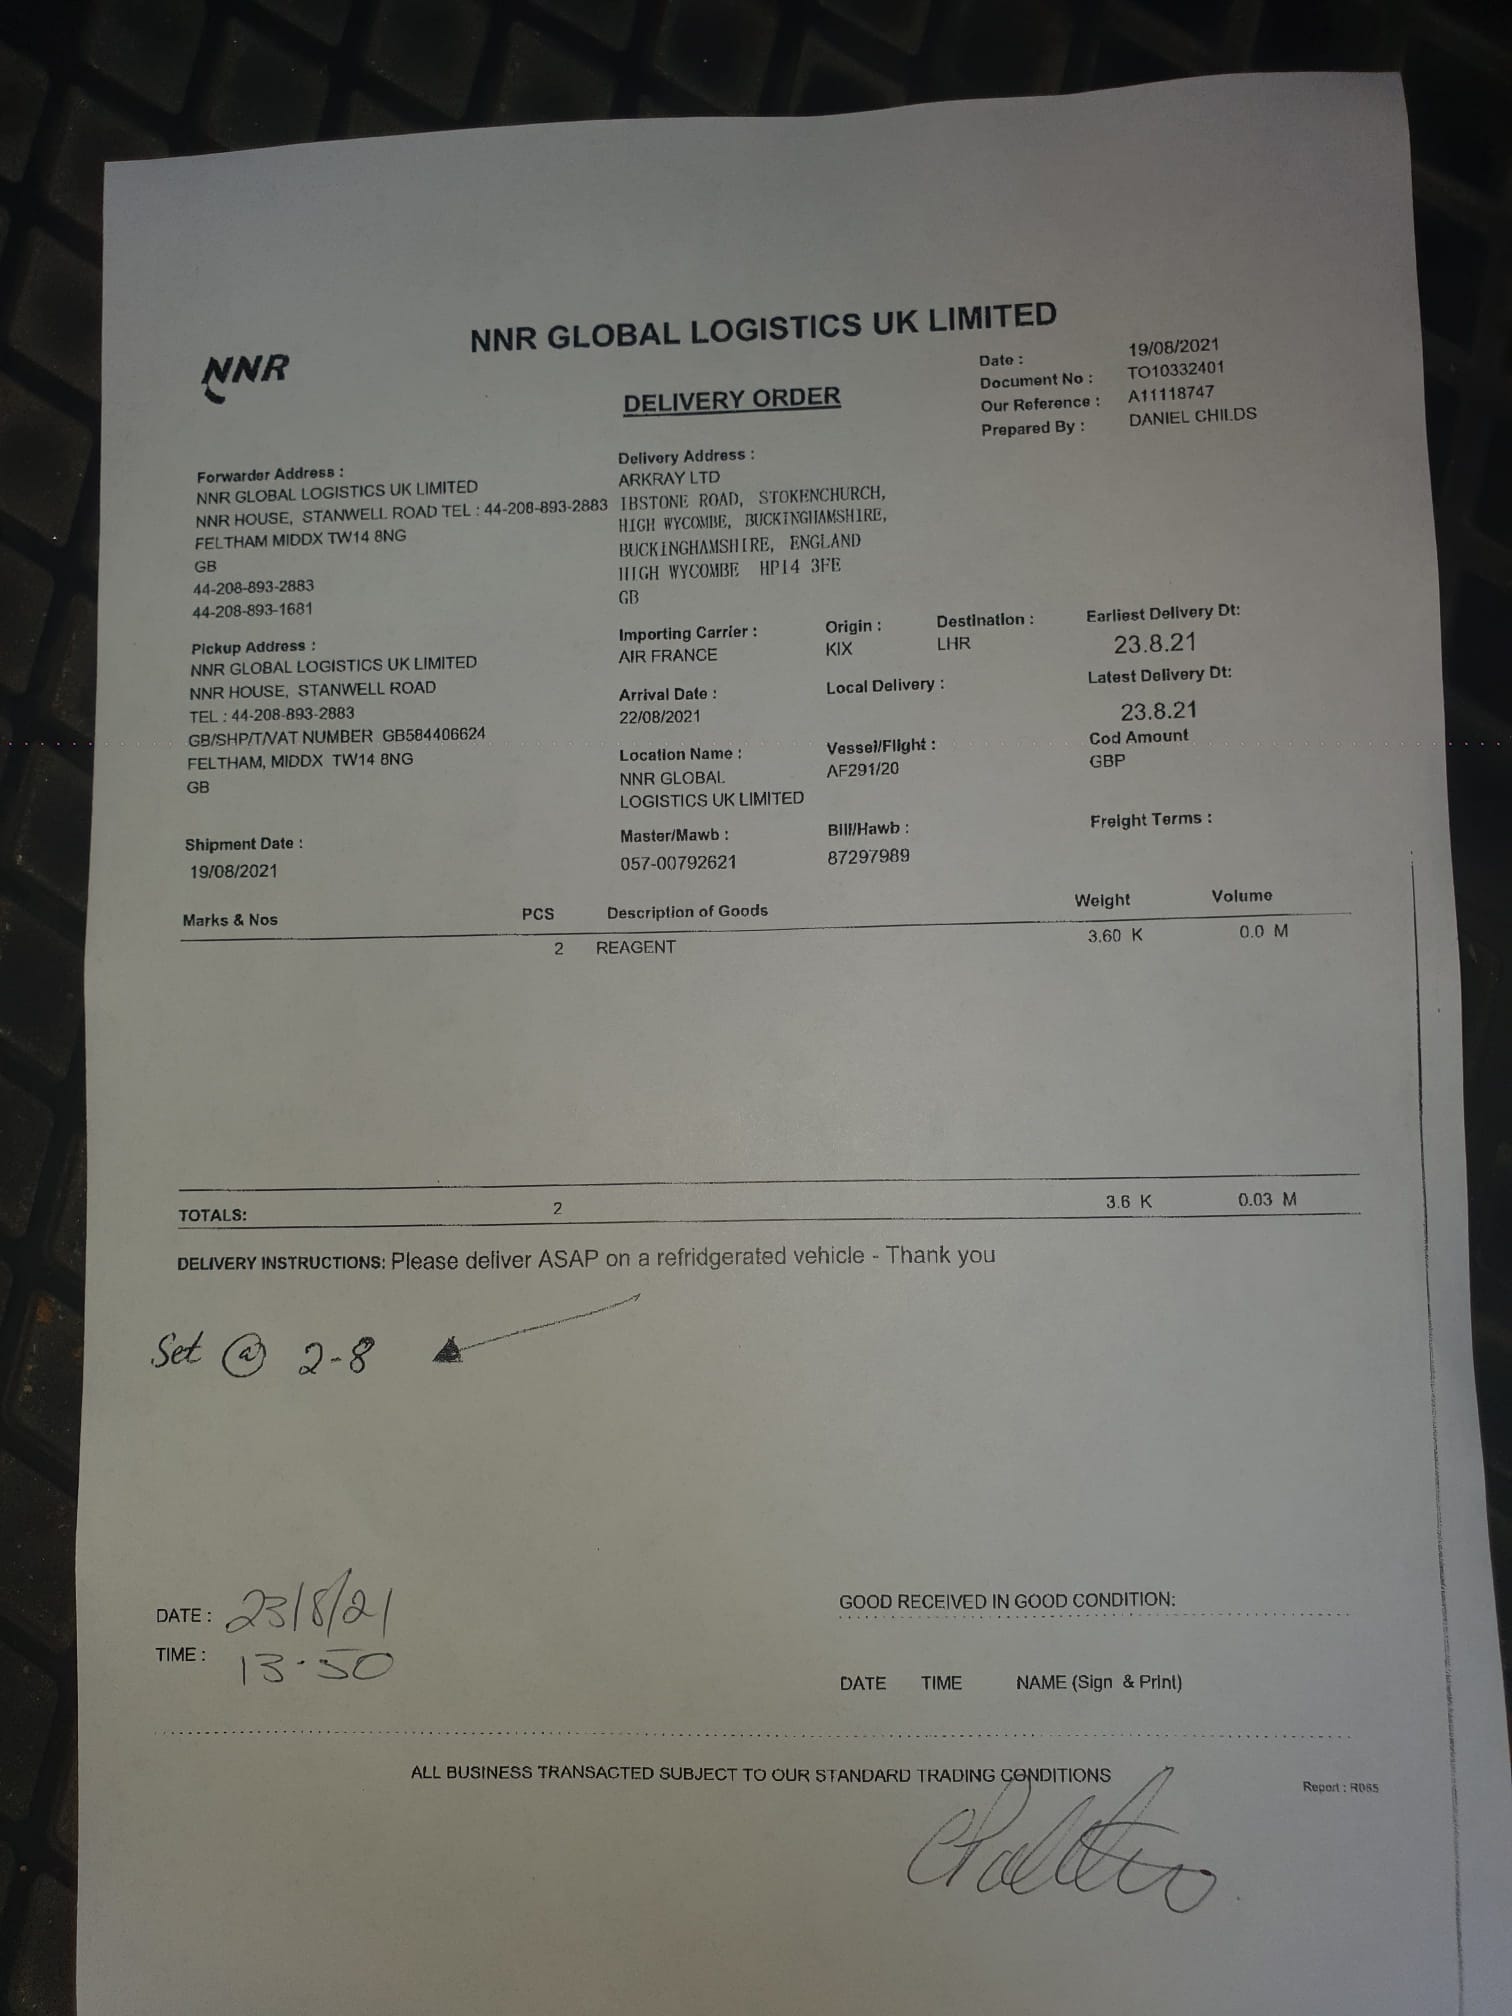 NNR GLOBAL LOGISTICS UK LIMITED
NNR
DELIVERY ORDER
Date : 19/08/2021
Document No : TO10332401
Our Reference : A11118747
Prepared By : DANIEL CHILDS
Forwarder Address :
NNR GLOBAL LOGISTICS UK LIMITED
NNR HOUSE, STANWELL ROAD TEL : 44-208-893-2883
FELTHAM MIDDX TW14 8NG
GB
44-208-893-2883
44-208-893-1681
Delivery Address :
ARKRAY LTD
IBSTONE ROAD, STOKENCHURCH,
HIGH WYCOMBE, BUCKINGHAMSHIRE,
BUCKINGHAMSHIRE, ENGLAND
HIGH WYCOMBE HP14 3FE
GB
Pickup Address :
NNR GLOBAL LOGISTICS UK LIMITED
NNR HOUSE, STANWELL ROAD
TEL : 44-208-893-2883
GB/SHP/T/VAT NUMBER GB584406624
FELTHAM, MIDDX TW14 8NG
GB
Importing Carrier : Origin : Destination : Earliest Delivery Dt:
AIR FRANCE KIX LHR 23.8.21
Arrival Date : Local Delivery : Latest Delivery Dt:
22/08/2021 23.8.21
Location Name : Vessel/Flight : Cod Amount
NNR GLOBAL AF291/20 GBP
LOGISTICS UK LIMITED
Shipment Date : Master/Mawb : Bill/Hawb : Freight Terms :
19/08/2021 057-00792621 87297989
Marks & Nos PCS Description of Goods Weight Volume
2 REAGENT 3.60 K 0.0 M
TOTALS: 2 3.6 K 0.03 M
DELIVERY INSTRUCTIONS: Please deliver ASAP on a refridgerated vehicle - Thank you
Set @ 2-8
DATE : 23/8/21
TIME : 13.50
GOOD RECEIVED IN GOOD CONDITION:
DATE TIME NAME (Sign & Print)
ALL BUSINESS TRANSACTED SUBJECT TO OUR STANDARD TRADING CONDITIONS
Report : R065